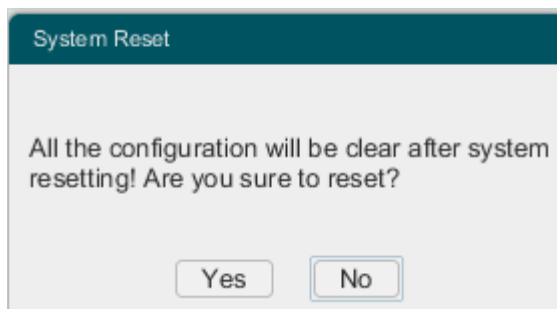 System Reset
All the configuration will be clear after system
resetting! Are you sure to reset?
Yes No